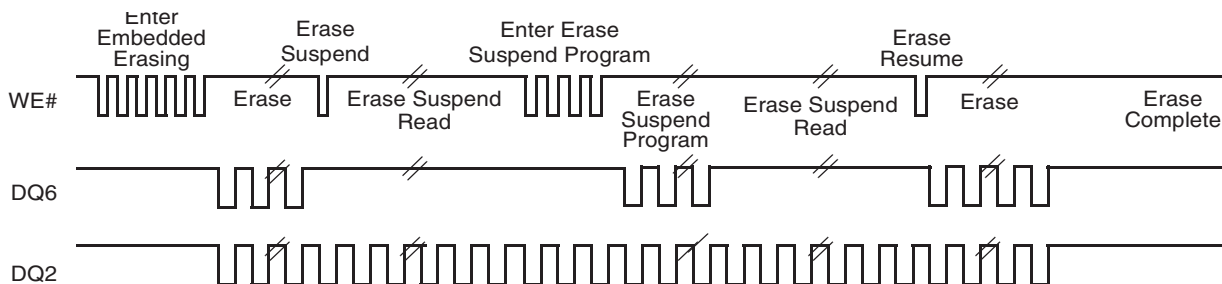 Enter
Embedded
Erasing
Erase
Suspend
Enter Erase
Suspend Program
Erase
Resume
WE#
Erase
Erase Suspend
Read
Erase
Suspend
Program
Erase Suspend
Read
Erase
Erase
Complete
DQ6
DQ2